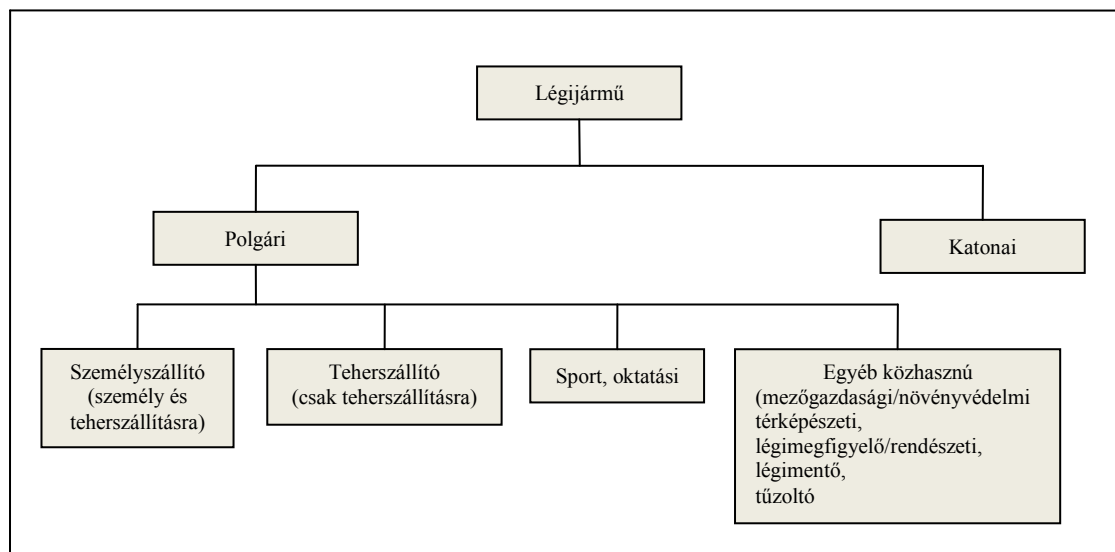 Légijármű
Polgári
Katonai
Személyszállító
(személy és
teherszállításra)
Teherszállító
(csak teherszállításra)
Sport, oktatási
Egyéb közhasznú
(mezőgazdasági/növényvédelmi
térképészeti,
légimegfigyelő/rendészeti,
légimentő,
tűzoltó